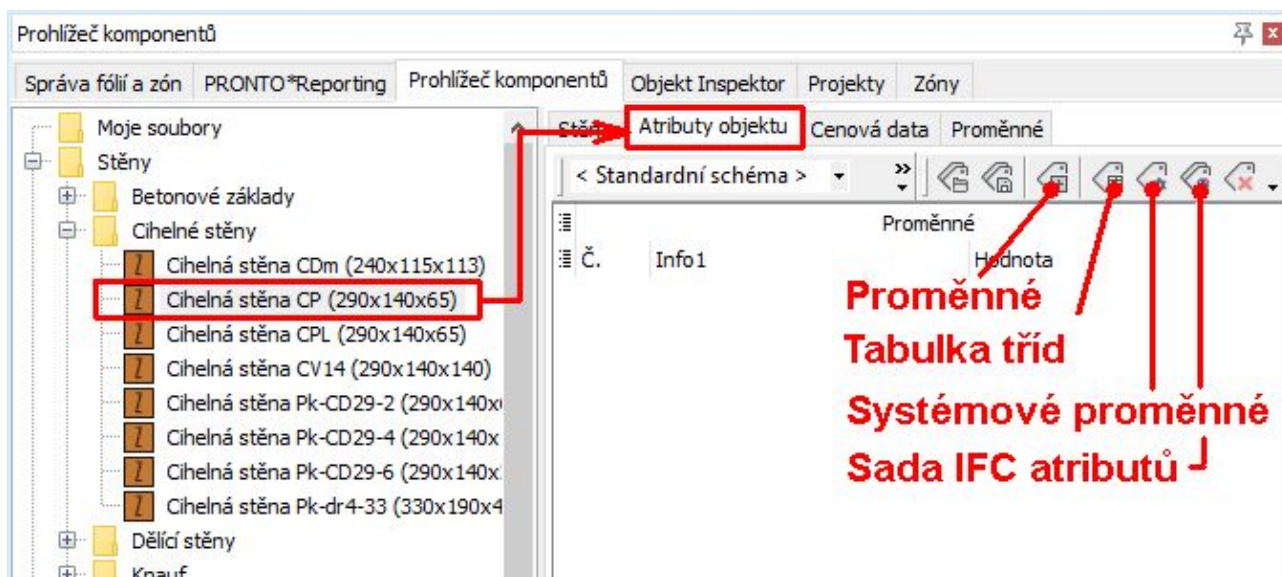 Prohlížeč komponentů
Správa fólií a zón PRONTO*Reporting Prohlížeč komponentů Objekt Inspektor Projekty Zóny
Moje soubory
Stěny
Betonové základy
Cihelné stěny
Cihelná stěna CDm (240x115x113)
Cihelná stěna CP (290x140x65)
Cihelná stěna CPL (290x140x65)
Cihelná stěna CV14 (290x140x140)
Cihelná stěna Pk-CD29-2 (290x140x
Cihelná stěna Pk-CD29-4 (290x140x
Cihelná stěna Pk-CD29-6 (290x140x
Cihelná stěna Pk-dr4-33 (330x190x4
Dělící stěny
Knauf
Atributy objektu Cenová data Proměnné
< Standardní schéma >
Proměnné
Č. Info1 Hodnota
Proměnné
Tabulka tříd
Systémové proměnné
Sada IFC atributů